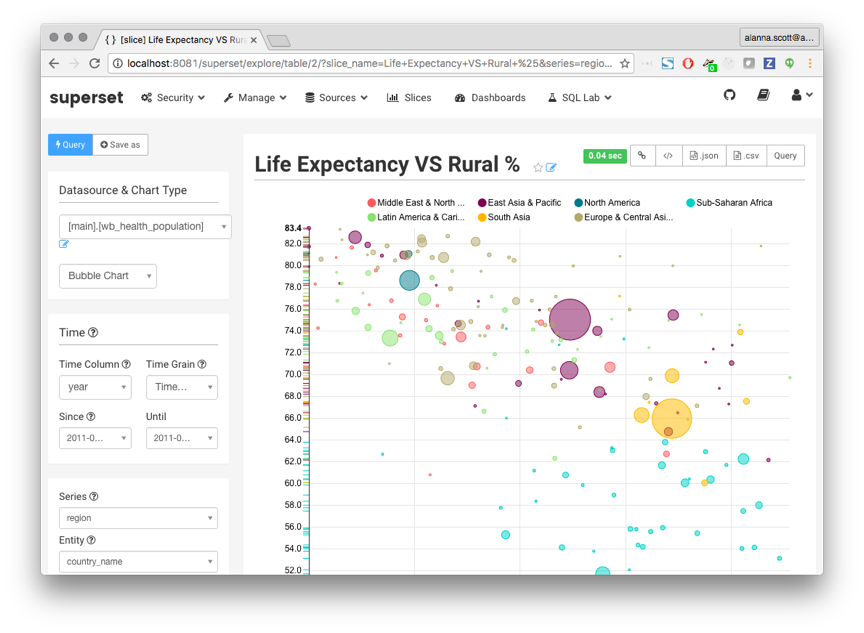 { } [slice] Life Expectancy VS Rura
alanna.scott@a...
localhost:8081/superset/explore/table/2/?slice_name=Life+Expectancy+VS+Rural+%25&series=regio...
superset Security Manage Sources Slices Dashboards SQL Lab
Query Save as
0.04 sec .json .csv Query
Life Expectancy VS Rural %
Datasource & Chart Type
[main].[wb_health_population]
Bubble Chart
Time
Time Column Time Grain
year Time...
Since Until
2011-0... 2011-0...
Series
region
Entity
country_name
Middle East & North ... East Asia & Pacific North America Sub-Saharan Africa
Latin America & Cari... South Asia Europe & Central Asi...
83.4
82.0
80.0
78.0
76.0
74.0
72.0
70.0
68.0
66.0
64.0
62.0
60.0
58.0
56.0
54.0
52.0